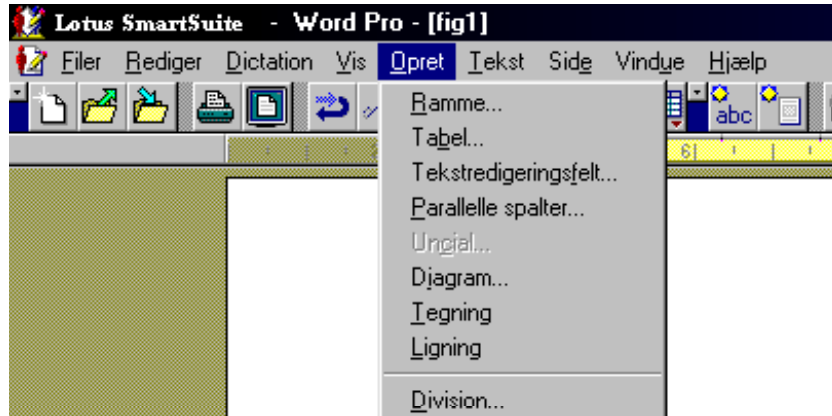 Lotus SmartSuite - Word Pro - [fig1]
Filer Rediger Dictation Vis Opret Tekst Side Vindue Hjælp
abc
Ramme...
Tabel...
6
Tekstredigeringsfelt...
Parallelle spalter...
Uncial...
Diagram...
Tegning
Ligning
Division...